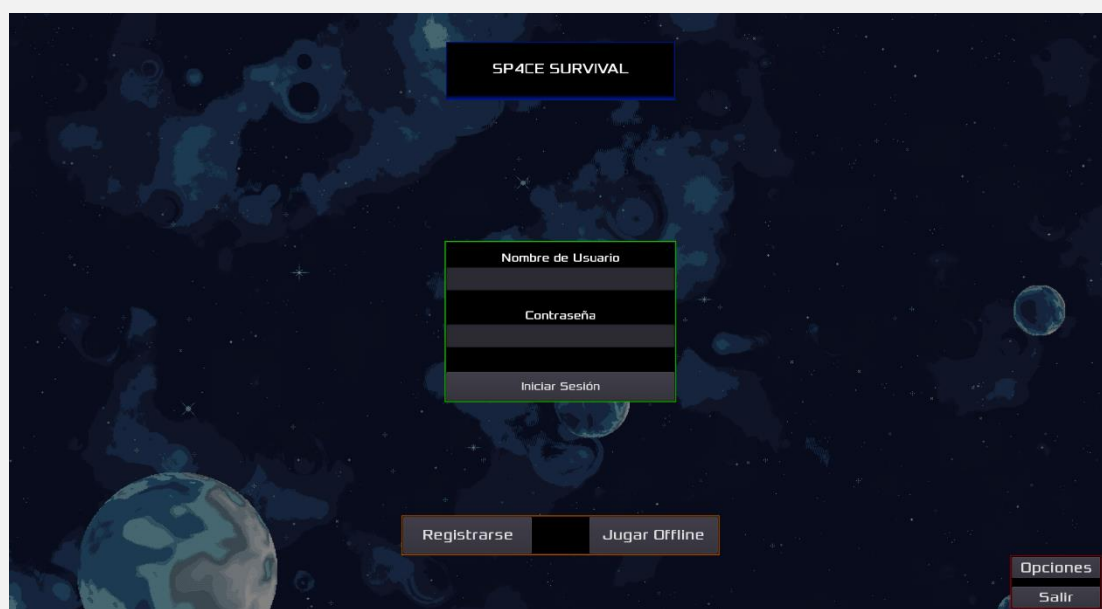 SP4CE SURVIVAL
Nombre de Usuario
Contraseña
Iniciar Sesión
Registrarse
Jugar Offline
Opciones
Salir